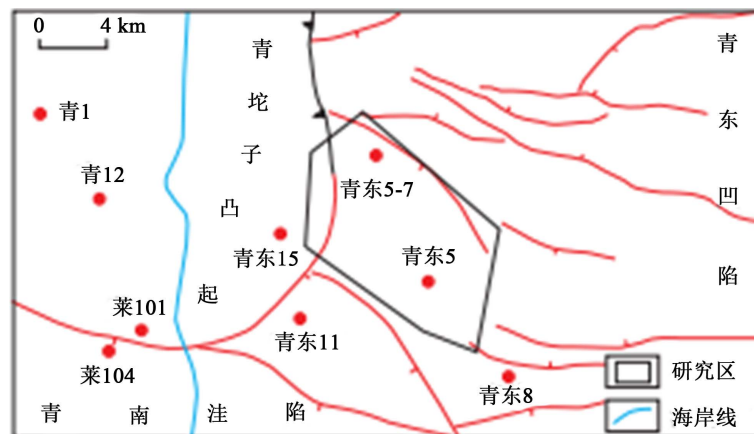 0 4 km
青1
青12
青坨子凸起
青东凹陷
青东5-7
青东15
青东5
莱101
莱104
青东11
青东8
青南洼陷
研究区
海岸线